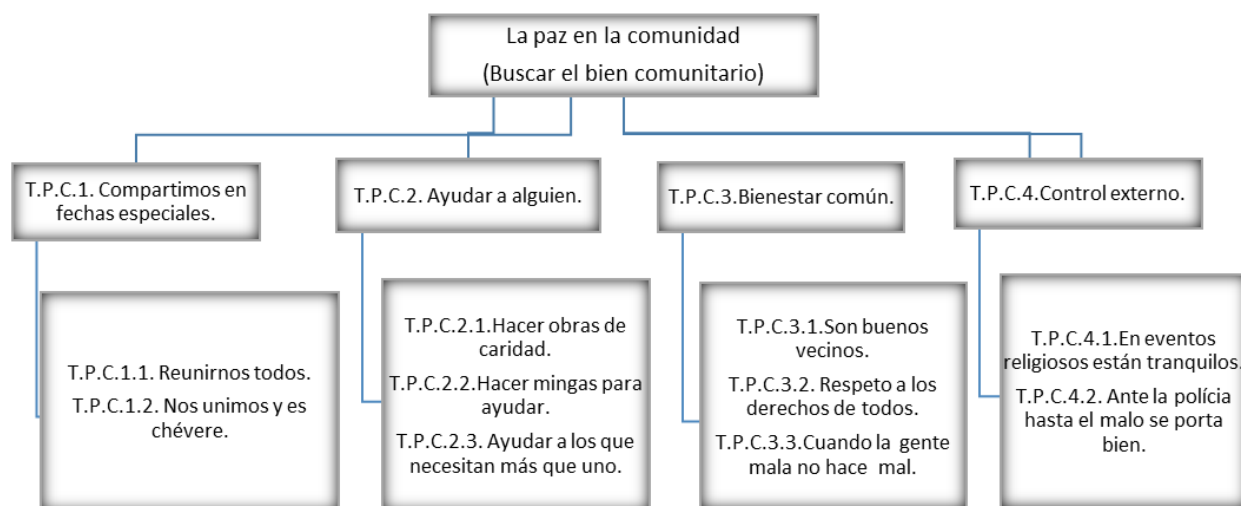 La paz en la comunidad
(Buscar el bien comunitario)
T.P.C.1. Compartimos en
fechas especiales.
T.P.C.2. Ayudar a alguien.
T.P.C.3.Bienestar común.
T.P.C.4.Control externo.
T.P.C.1.1. Reunirnos todos.
T.P.C.1.2. Nos unimos y es
chévere.
T.P.C.2.1.Hacer obras de
caridad.
T.P.C.2.2.Hacer mingas para
ayudar.
T.P.C.2.3. Ayudar a los que
necesitan más que uno.
T.P.C.3.1.Son buenos
vecinos.
T.P.C.3.2. Respeto a los
derechos de todos.
T.P.C.3.3.Cuando la gente
mala no hace mal.
T.P.C.4.1.En eventos
religiosos están tranquilos.
T.P.C.4.2. Ante la polícia
hasta el malo se porta
bien.